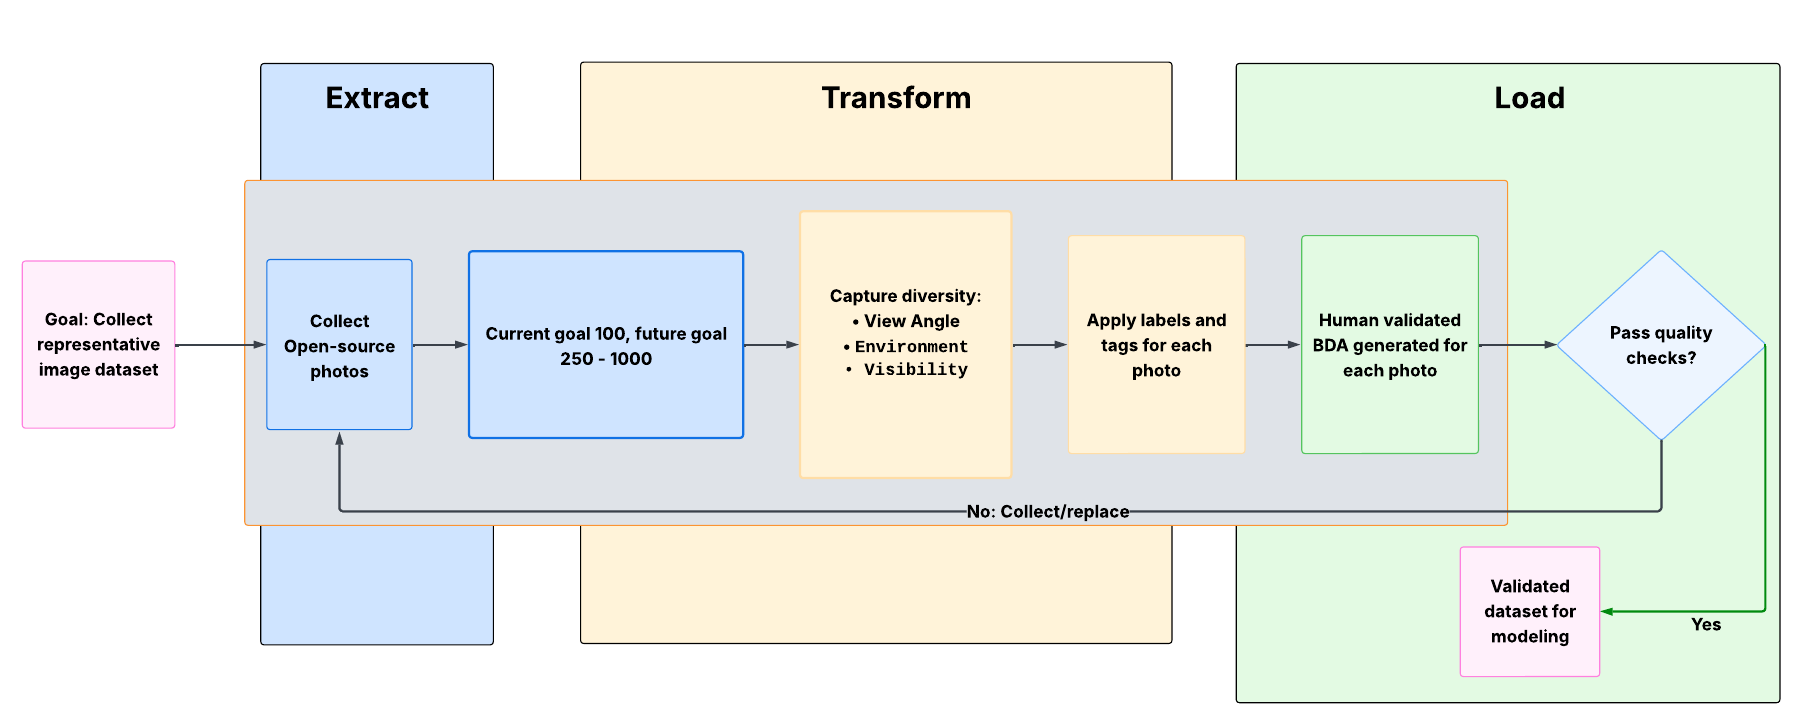 Extract
Transform
Load
Goal: Collect
representative
image dataset
Collect
Open-source
photos
Current goal 100, future goal
250 - 1000
Capture diversity:
• View Angle
• Environment
• Visibility
Apply labels and
tags for each
photo
Human validated
BDA generated for
each photo
Pass quality
checks?
No: Collect/replace
Validated
dataset for
modeling
Yes